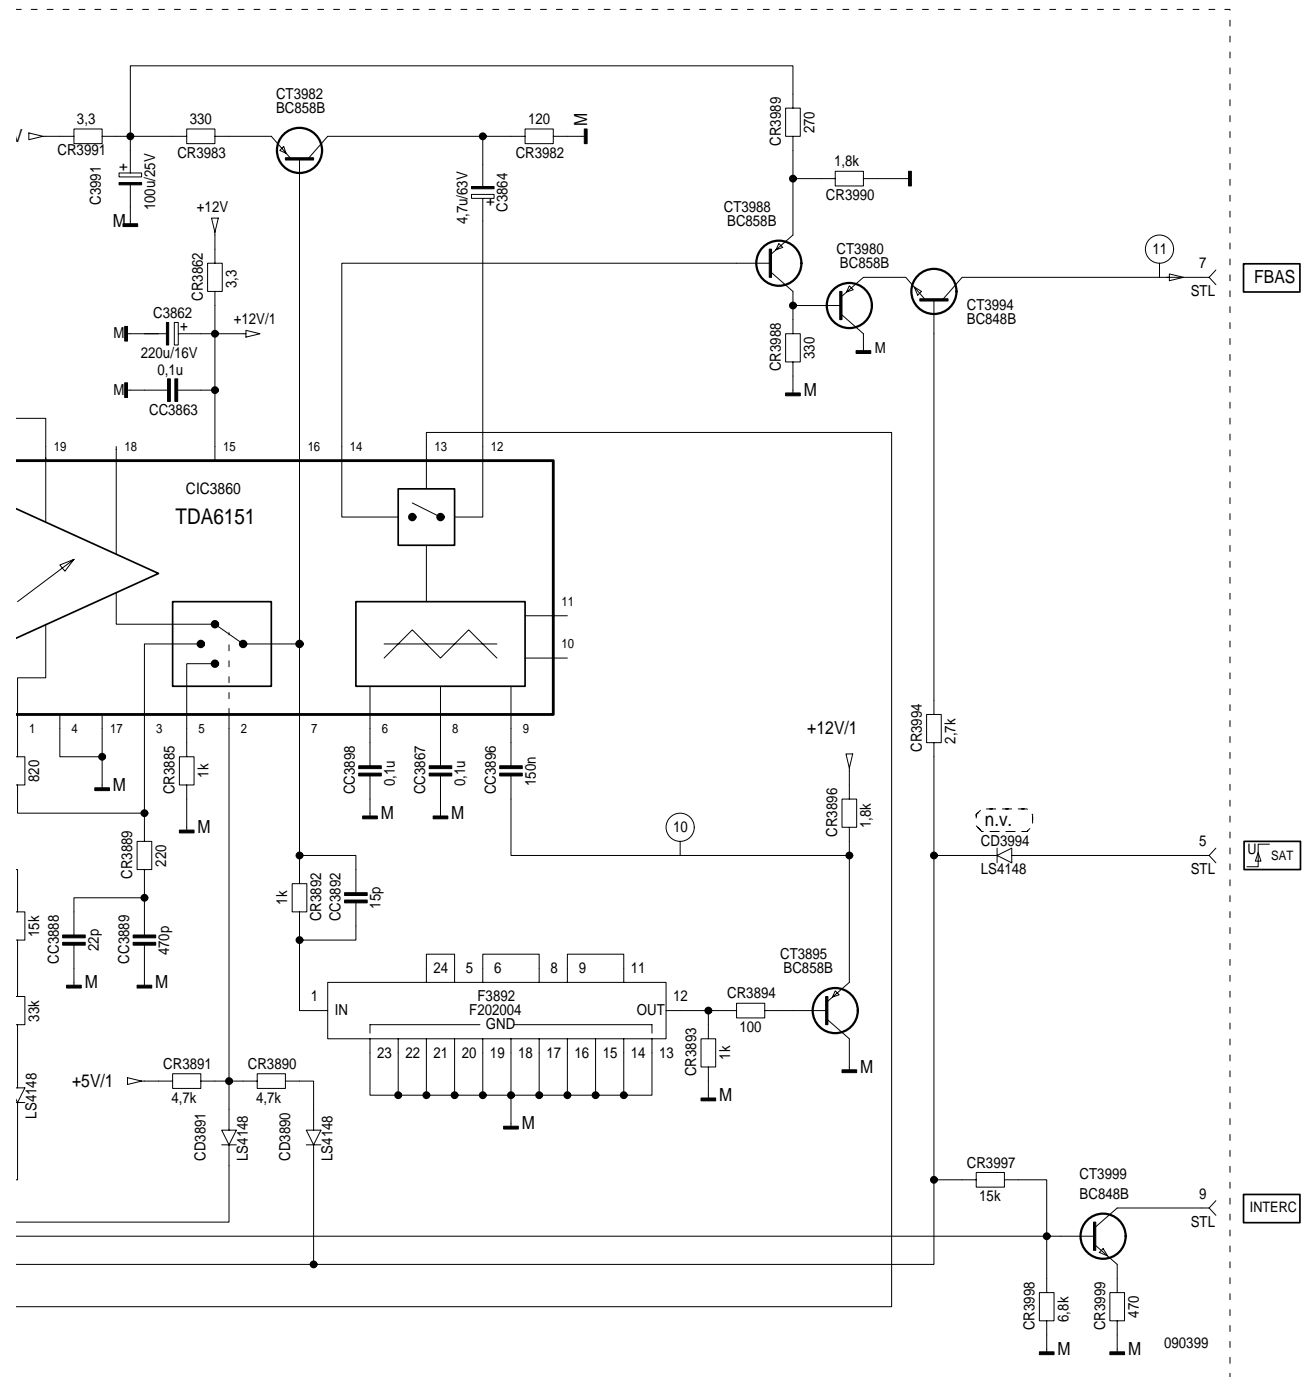 CT3982
BC858B
3,3
330
120
M
CR3989
270
V
CR3991
CR3983
CR3982
C3991
+
100u/25V
4,7u/63V
C3864
+
1,8k
CR3990
M
+12V
CT3988
BC858B
CT3980
BC858B
11
7
STL
FBAS
CR3862
3,3
CT3994
BC848B
C3862
+
+12V/1
M
220u/16V
0,1u
M
CC3863
CR3988
330
M
M
19
18
15
16
14
13
12
CIC3860
TDA6151
11
10
1
4
17
3
5
2
7
6
8
9
820
M
CR3885
1k
M
CC3898
0,1u
M
CC3867
0,1u
M
CC3896
150n
+12V/1
CR3994
2,7k
CR3896
1,8k
10
n.v.
CD3994
LS4148
5
STL
U
SAT
CR3889
220
1k
CR3892
CC3892
15p
15k
CC3888
22p
M
CC3889
470p
M
33k
24
5
6
8
9
11
CT3895
BC858B
1
IN
F3892
F202004
GND
OUT
12
CR3894
100
23
22
21
20
19
18
17
16
15
14
13
CR3893
1k
M
M
M
+5V/1
CR3891
4,7k
CR3890
4,7k
LS4148
CD3891
LS4148
CD3890
LS4148
CR3997
15k
CT3999
BC848B
9
STL
INTERC
CR3998
6,8k
M
CR3999
470
M
090399